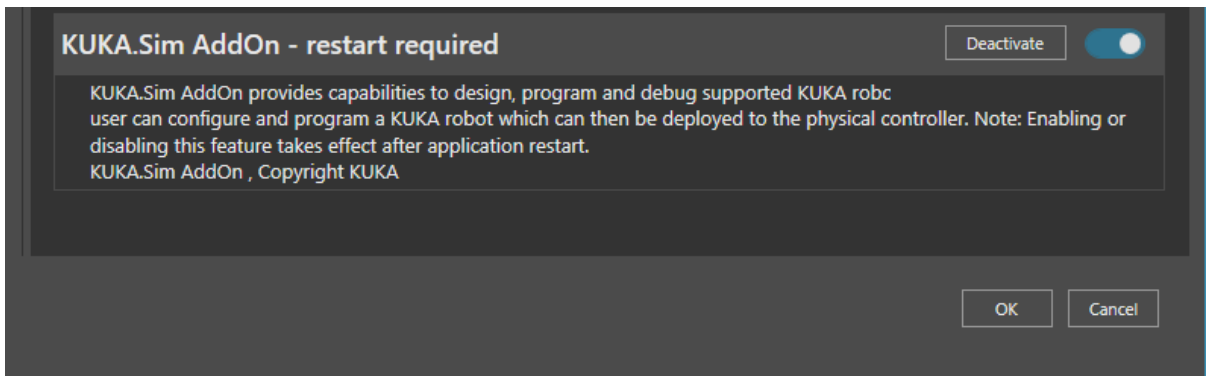 KUKA.Sim AddOn - restart required
Deactivate
KUKA.Sim AddOn provides capabilities to design, program and debug supported KUKA robc
user can configure and program a KUKA robot which can then be deployed to the physical controller. Note: Enabling or
disabling this feature takes effect after application restart.
KUKA.Sim AddOn , Copyright KUKA
OK
Cancel